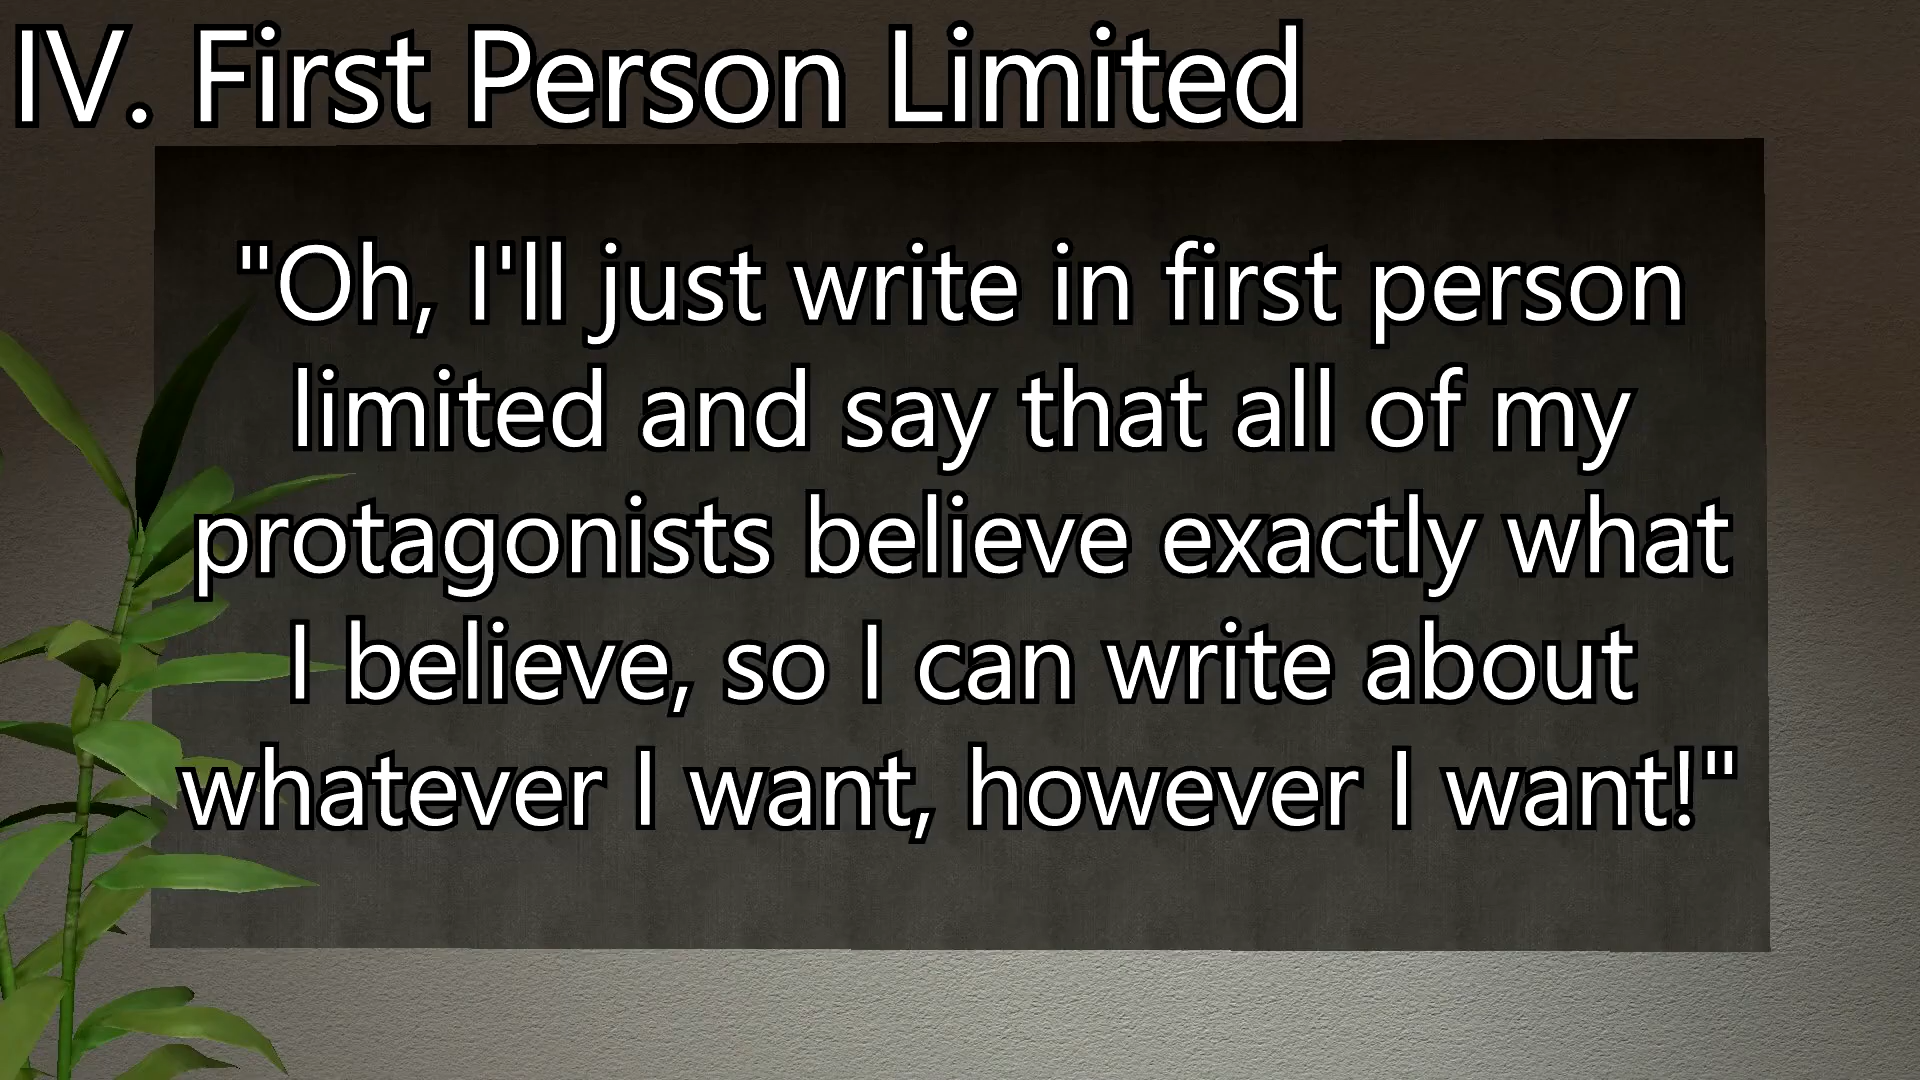 IV. First Person Limited
"Oh, I'll just write in first person
limited and say that all of my
protagonists believe exactly what
I believe, so I can write about
whatever I want, however I want!"